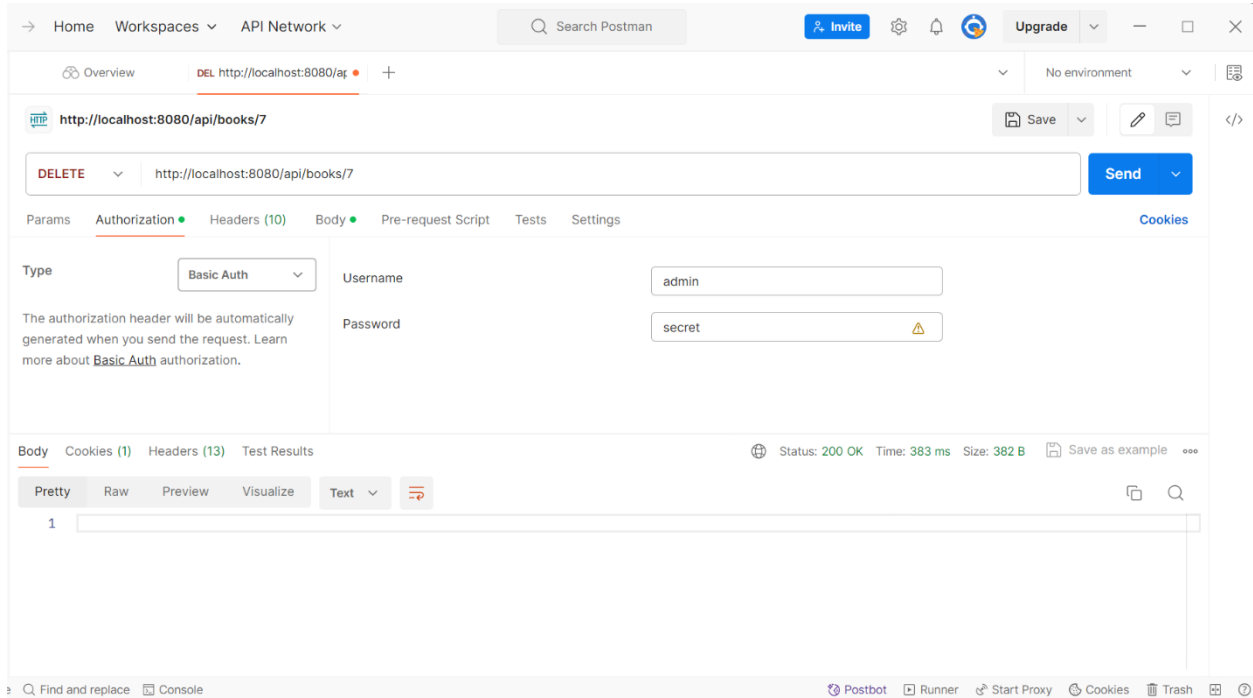 Home Workspaces API Network Search Postman Invite Upgrade
Overview DEL http://localhost:8080/ap No environment
HTTP http://localhost:8080/api/books/7 Save </>
DELETE http://localhost:8080/api/books/7 Send
Params Authorization Headers (10) Body Pre-request Script Tests Settings Cookies
Type Basic Auth
The authorization header will be automatically
generated when you send the request. Learn
more about Basic Auth authorization.
Username admin
Password secret
Body Cookies (1) Headers (13) Test Results Status: 200 OK Time: 383 ms Size: 382 B Save as example
Pretty Raw Preview Visualize Text
1
Find and replace Console Postbot Runner Start Proxy Cookies Trash